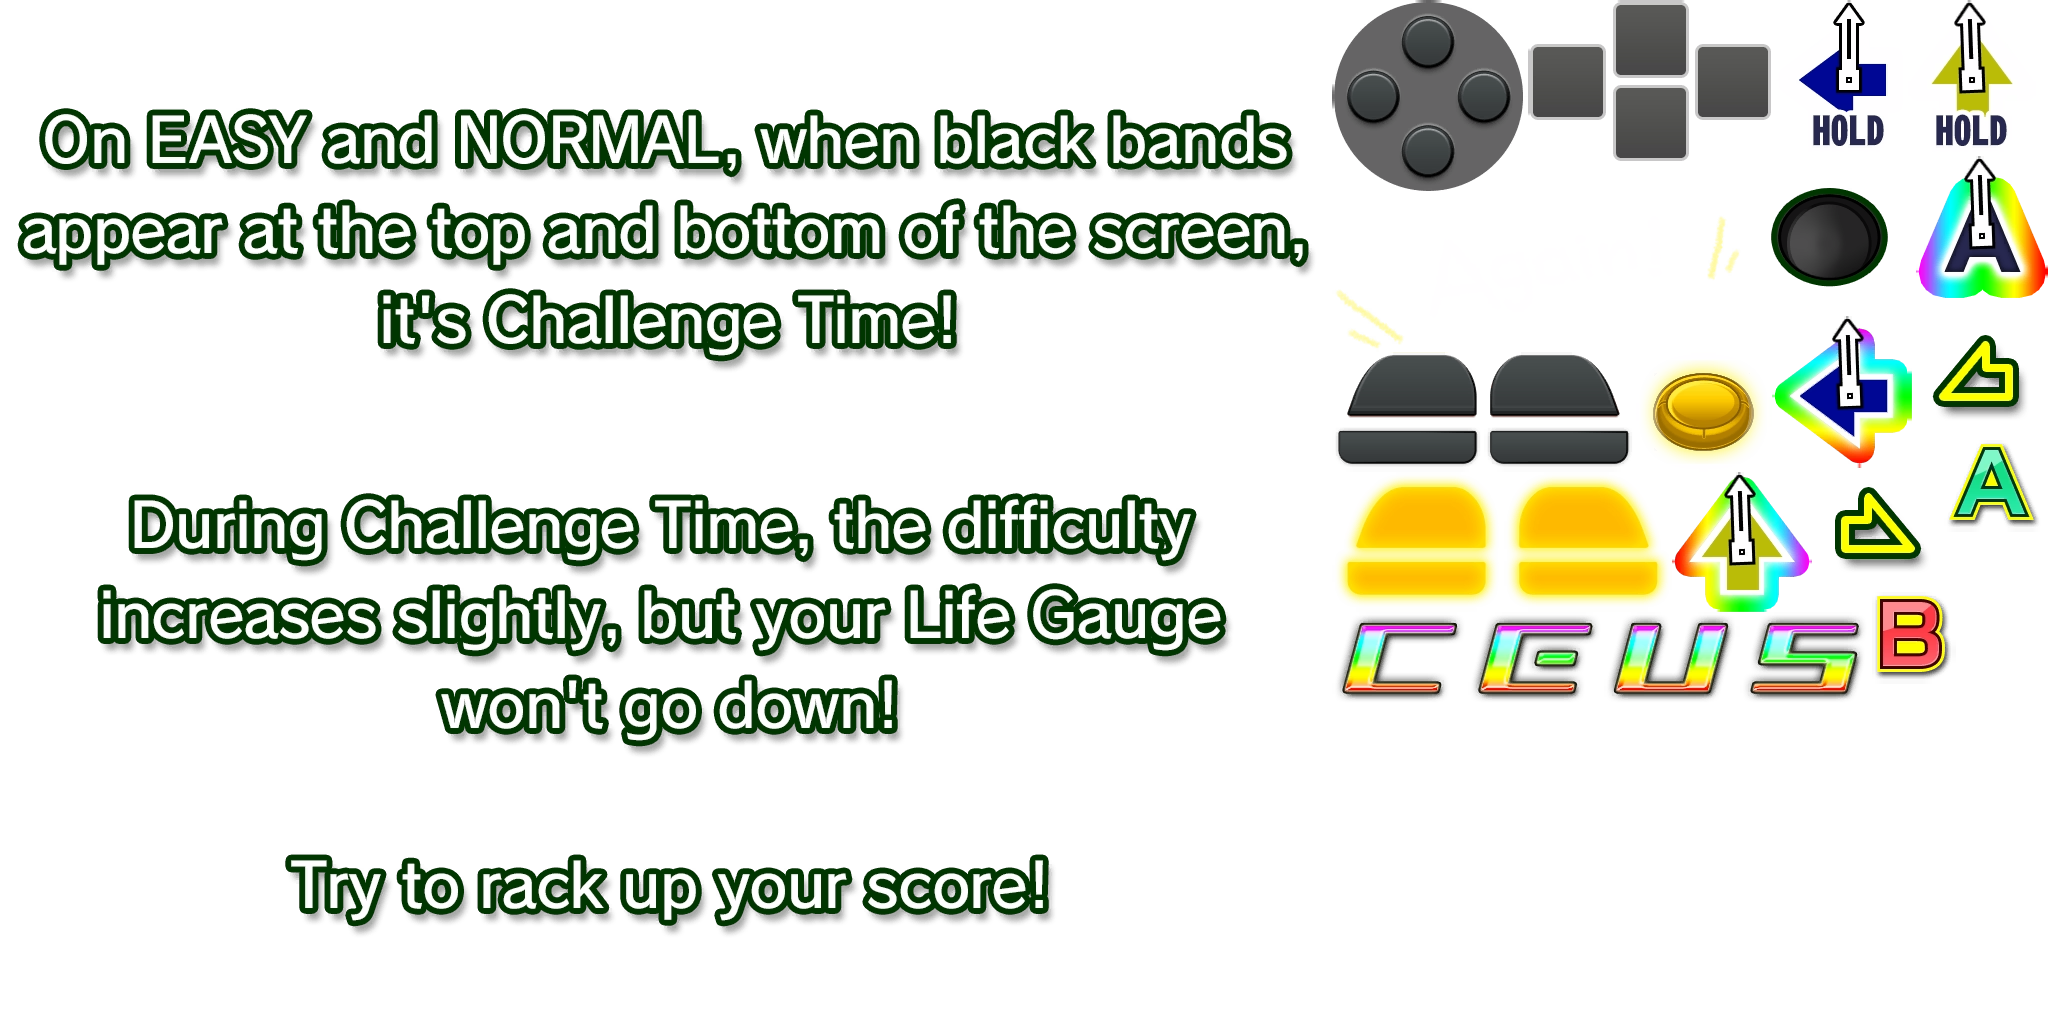 On EASY and NORMAL, when black bands
appear at the top and bottom of the screen,
it's Challenge Time!
During Challenge Time, the difficulty
increases slightly, but your Life Gauge
won't go down!
Try to rack up your score!
HOLD
HOLD
A
A
B
C E U S